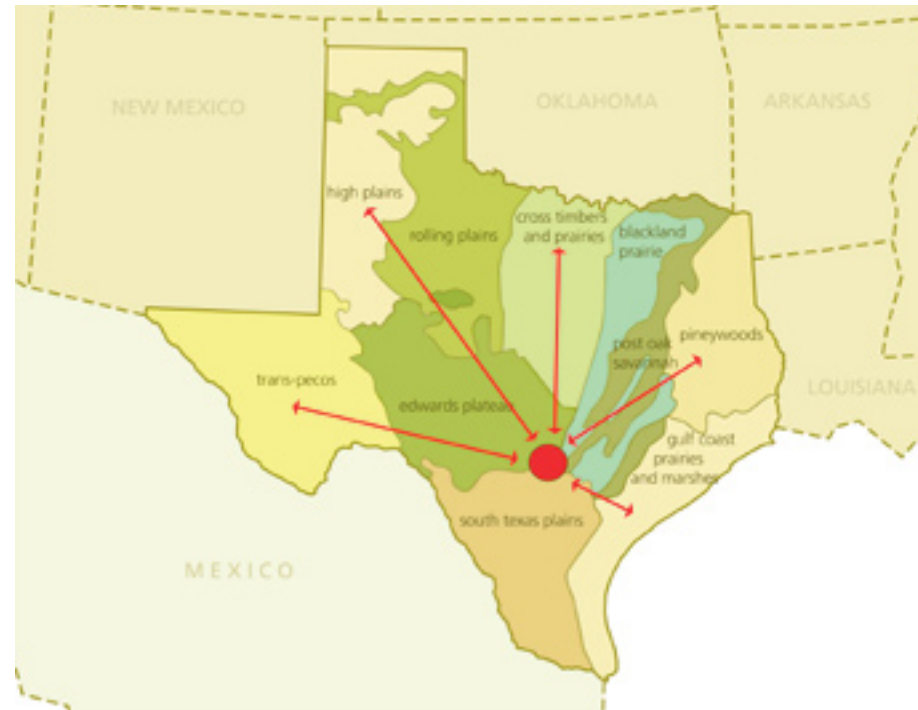 NEW MEXICO
OKLAHOMA
ARKANSAS
high plains
rolling plains
cross timbers
and prairies
blackland
prairie
post oak
savannah
pineywoods
LOUISIANA
trans-pecos
edwards plateau
gulf coast
prairies
and marshes
south texas plains
MEXICO